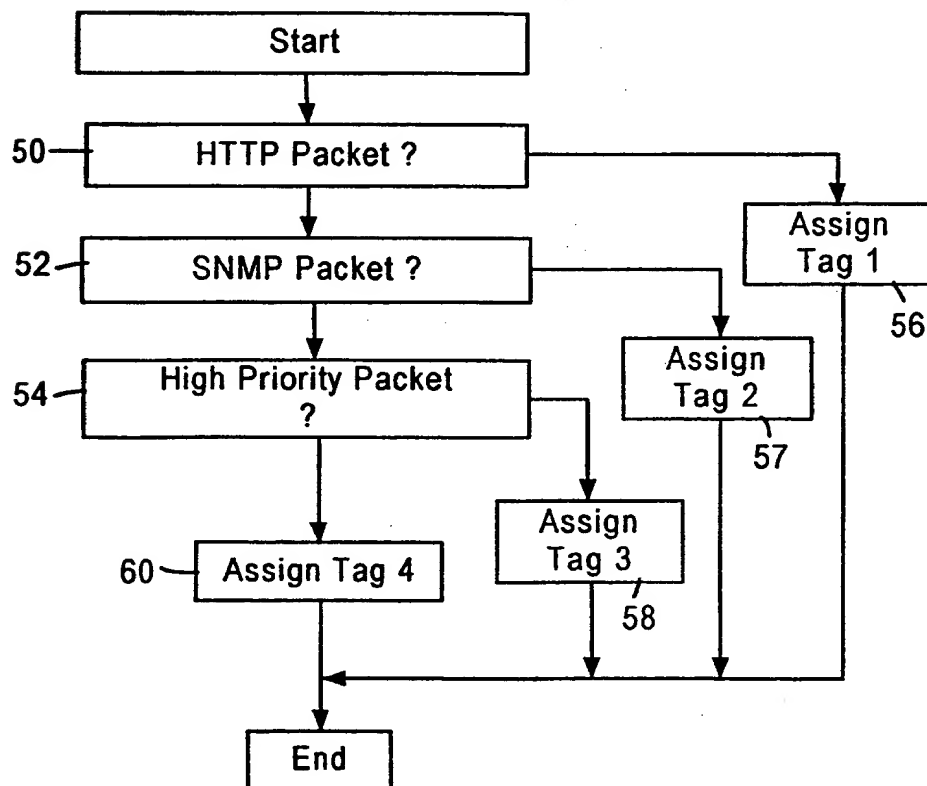 Start
50
HTTP Packet ?
Assign
Tag 1
56
52
SNMP Packet ?
Assign
Tag 2
57
54
High Priority Packet
?
Assign
Tag 3
58
60
Assign Tag 4
End